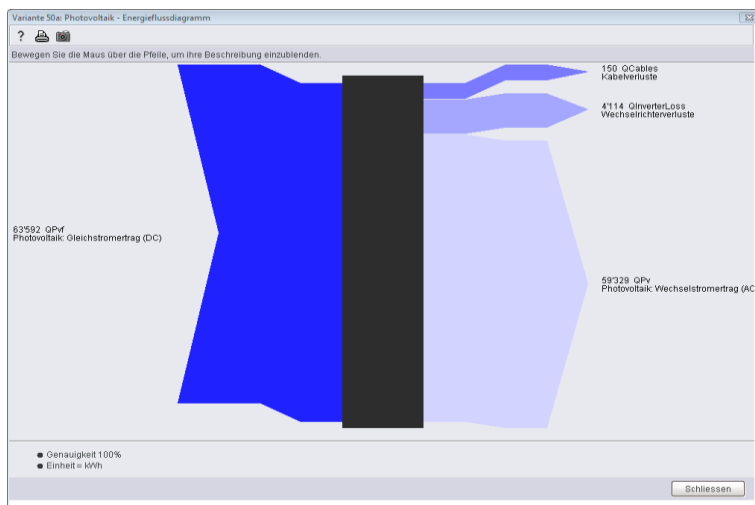 Variante 50a: Photovoltaik - Energieflussdiagramm
?
Bewegen Sie die Maus über die Pfeile, um ihre Beschreibung einzublenden.
150 QCables
Kabelverluste
4'114 QInverterLoss
Wechselrichterverluste
63'592 QPvf
Photovoltaik: Gleichstromertrag (DC)
59'329 QPv
Photovoltaik: Wechselstromertrag (AC
Genauigkeit 100%
Einheit = kWh
Schliessen